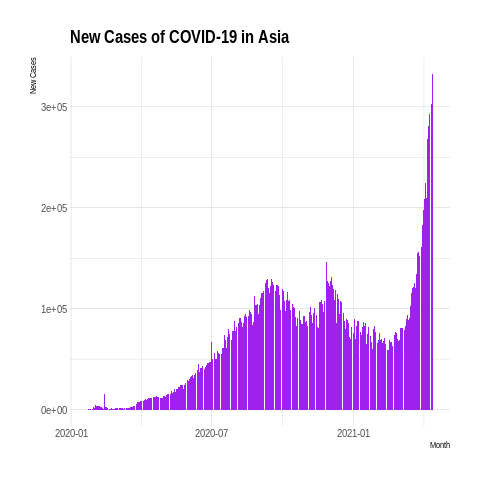 New Cases of COVID-19 in Asia
New Cases
3e+05
2e+05
1e+05
0e+00
2020-01 2020-07 2021-01
Month